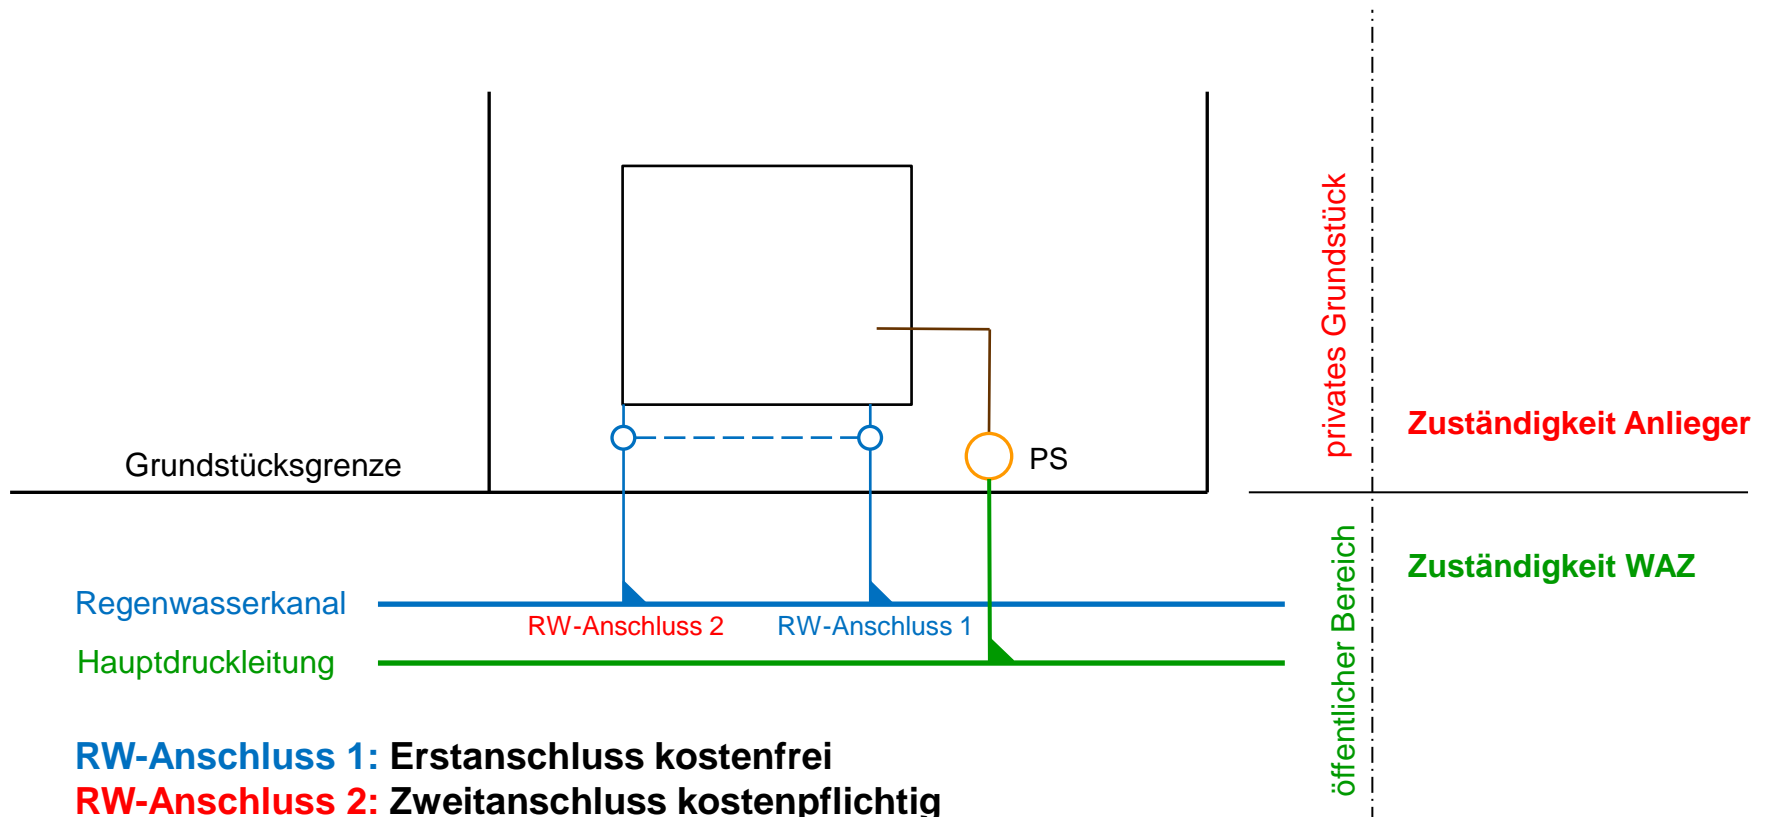 privates Grundstück
Zuständigkeit Anlieger
Grundstücksgrenze
PS
öffentlicher Bereich
Zuständigkeit WAZ
Regenwasserkanal
RW-Anschluss 2
RW-Anschluss 1
Hauptdruckleitung
RW-Anschluss 1: Erstanschluss kostenfrei
RW-Anschluss 2: Zweitanschluss kostenpflichtig